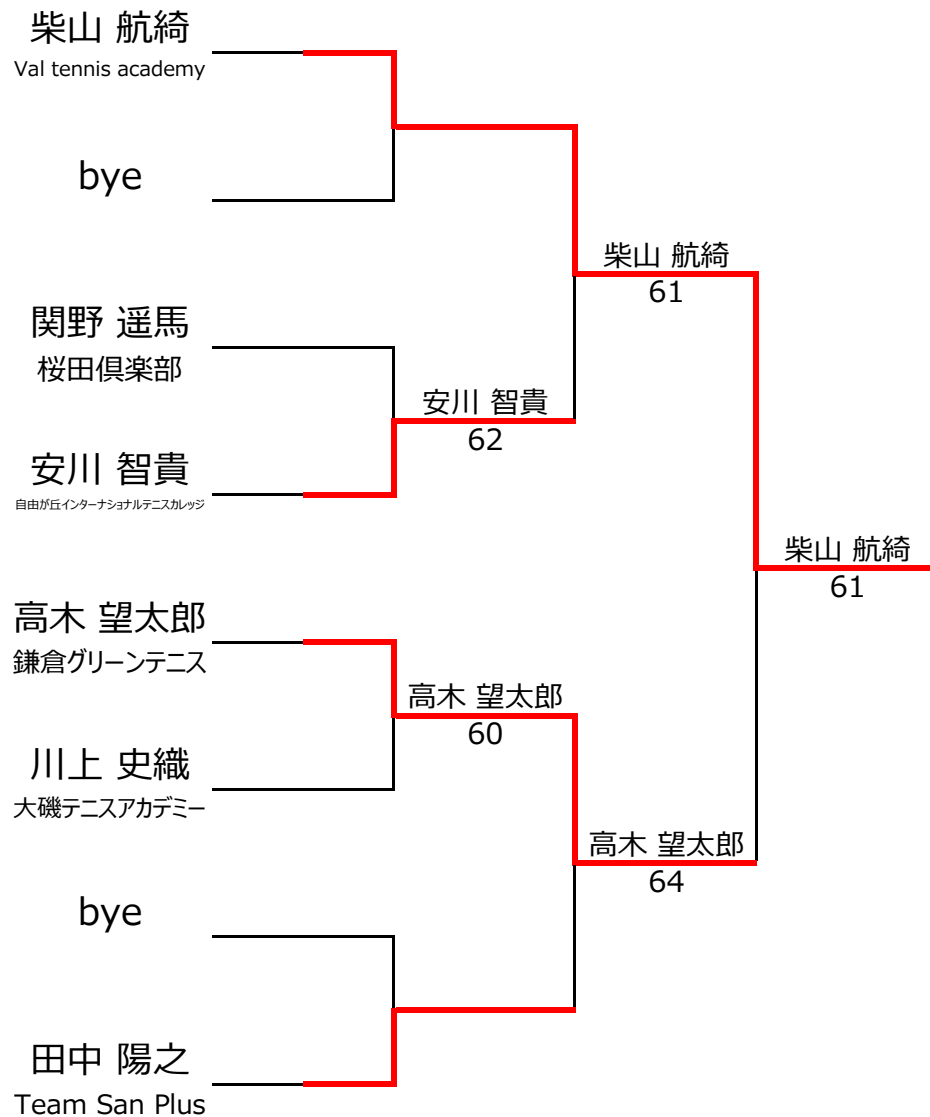 柴山 航綺
Val tennis academy
bye
関野 遥馬
桜田倶楽部
安川 智貴
自由が丘インターナショナルテニスカレッジ
高木 望太郎
鎌倉グリーンテニス
川上 史織
大磯テニスアカデミー
bye
田中 陽之
Team San Plus
安川 智貴
62
高木 望太郎
60
柴山 航綺
61
高木 望太郎
64
柴山 航綺
61